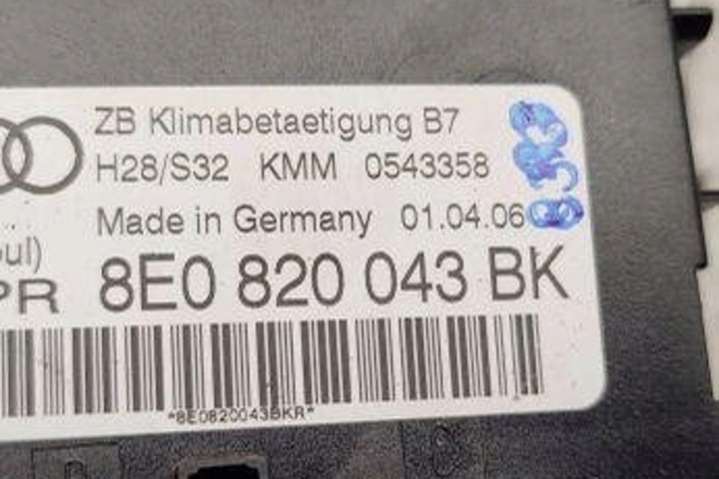 ZB Klimabetaetigung B7
H28/S32 KMM 0543358
Made in Germany 01.04.06
8E0 820 043 BK
*8E0820043BKR*